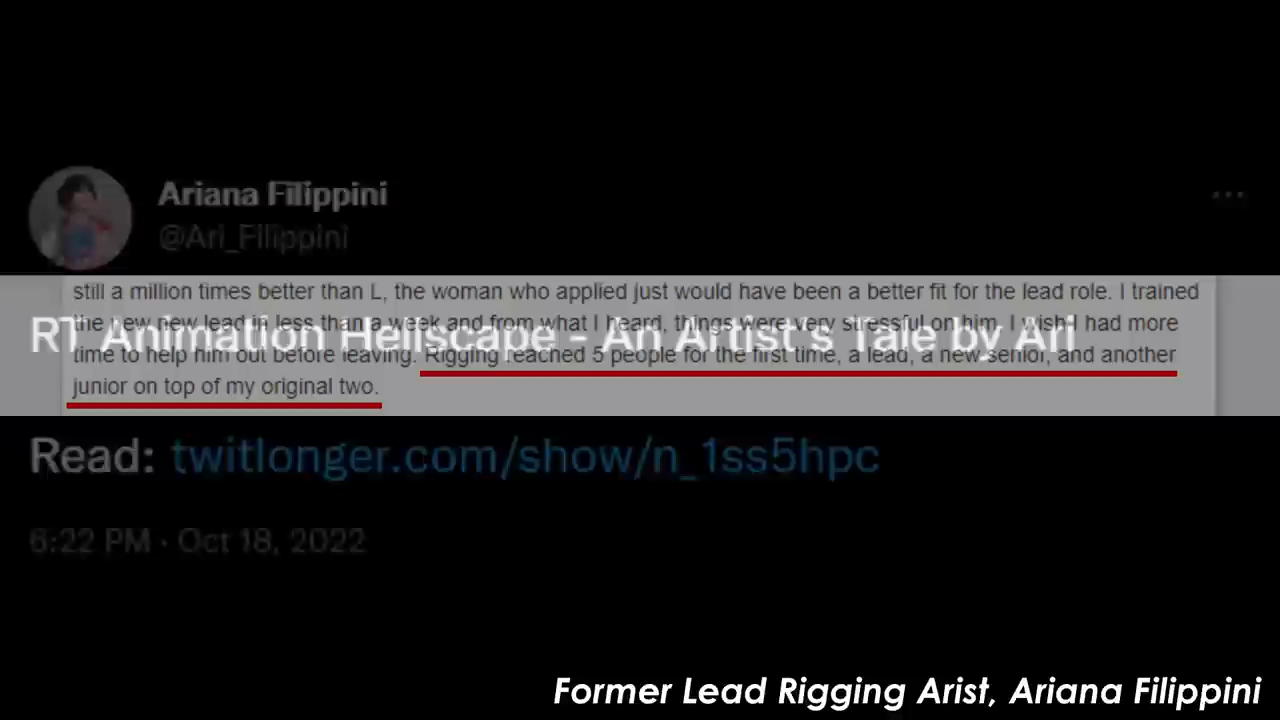 Ariana Filippini
@Ari_Filippini
still a million times better than L, the woman who applied just would have been a better fit for the lead role. I trained
the new new lead in less than a week and from what I heard, things were very stressful on him. I wish I had more
RT Animation Hellscape - An Artist's Tale by Ari
time to help him out before leaving. Rigging reached 5 people for the first time, a lead, a new senior, and another
junior on top of my original two.
Read: twitlonger.com/show/n_1ss5hpc
6:22 PM · Oct 18, 2022
Former Lead Rigging Arist, Ariana Filippini